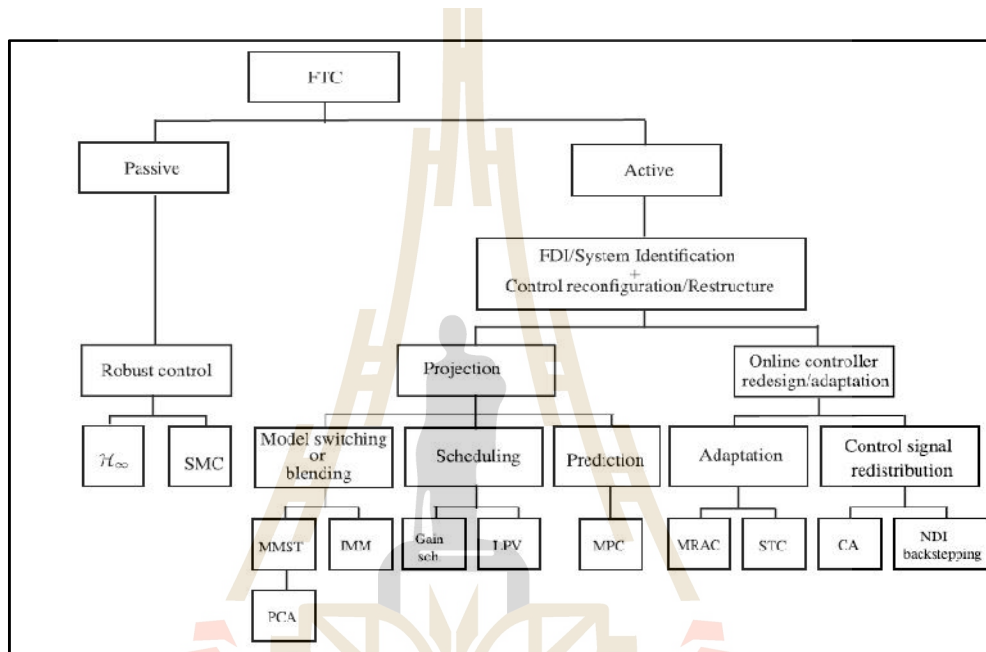 FTC
Passive
Active
FDI/System Identification
+
Control reconfiguration/Restructure
Robust control
Projection
Online controller
redesign/adaptation
ℋ∞
SMC
Model switching
or
blending
Scheduling
Prediction
Adaptation
Control signal
redistribution
MMST
IMM
Gain
sch.
LPV
MPC
MRAC
STC
CA
NDI
backstepping
PCA